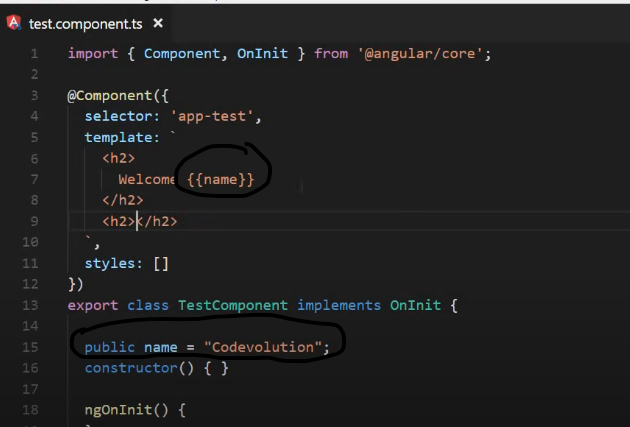 test.component.ts ×
1 import { Component, OnInit } from '@angular/core';
2
3 @Component({
4 selector: 'app-test',
5 template: `
6 <h2>
7 Welcome {{name}}
8 </h2>
9 <h2></h2>
10 `,
11 styles: []
12 })
13 export class TestComponent implements OnInit {
14
15 public name = "Codevolution";
16 constructor() { }
17
18 ngOnInit() {